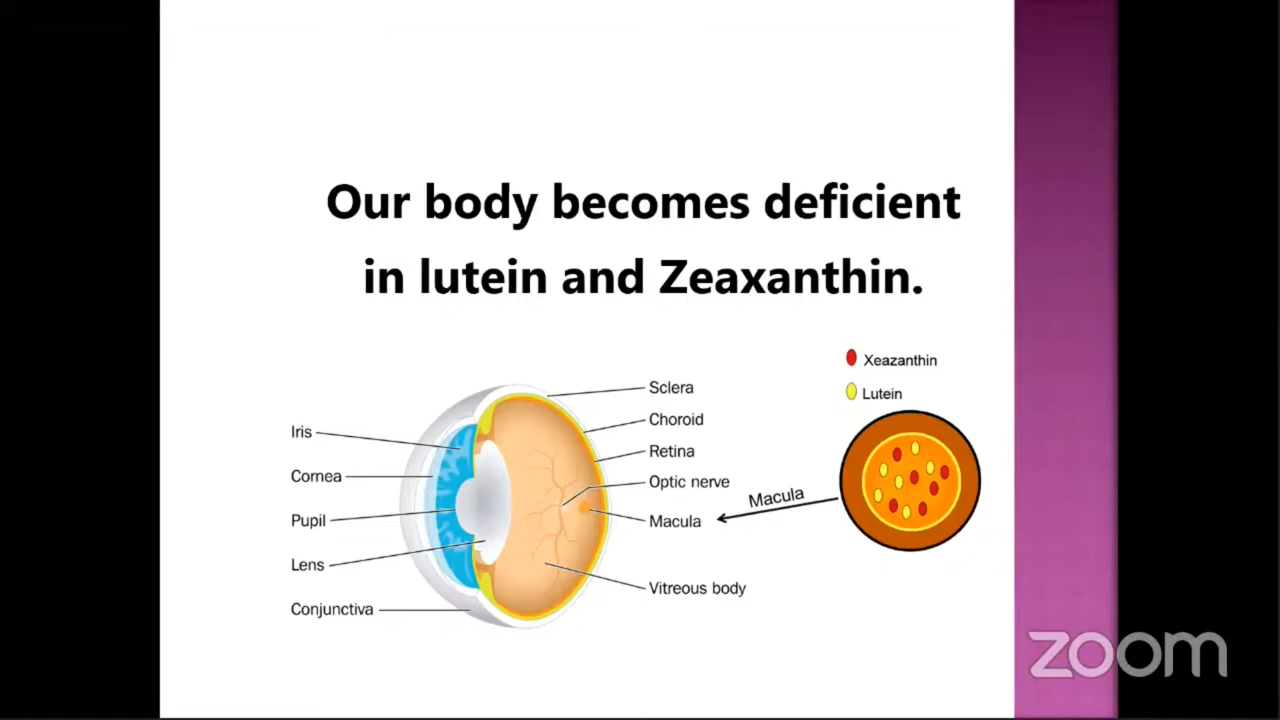 Our body becomes deficient
in lutein and Zeaxanthin.
Xeazanthin
Lutein
Sclera
Choroid
Retina
Optic nerve
Macula
Vitreous body
Iris
Cornea
Pupil
Lens
Conjunctiva
Macula
zoom